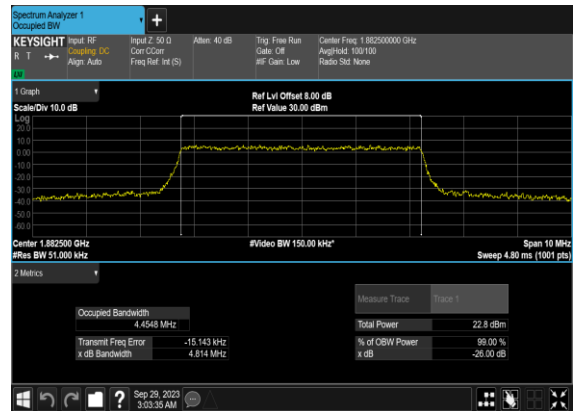 Spectrum Analyzer 1
Occupied BW
+
KEYSIGHT Input: RF Input Z: 50 Ω Atten: 40 dB Trig: Free Run Center Freq: 1.882500000 GHz
R T Coupling: DC Corr CCorr Gate: Off Avg|Hold: 100/100
Align: Auto Freq Ref: Int (S) #IF Gain: Low Radio Std: None
LXI
1 Graph
Ref Lvl Offset 8.00 dB
Scale/Div 10.0 dB Ref Value 30.00 dBm
Log
20.0
10.0
0.00
-10.0
-20.0
-30.0
-40.0
-50.0
-60.0
Center 1.882500 GHz #Video BW 150.00 kHz* Span 10 MHz
#Res BW 51.000 kHz Sweep 4.80 ms (1001 pts)
2 Metrics
Measure Trace Trace 1
Occupied Bandwidth
4.4548 MHz Total Power 22.8 dBm
Transmit Freq Error -15.143 kHz % of OBW Power 99.00 %
x dB Bandwidth 4.814 MHz x dB -26.00 dB
? Sep 29, 2023
3:03:35 AM